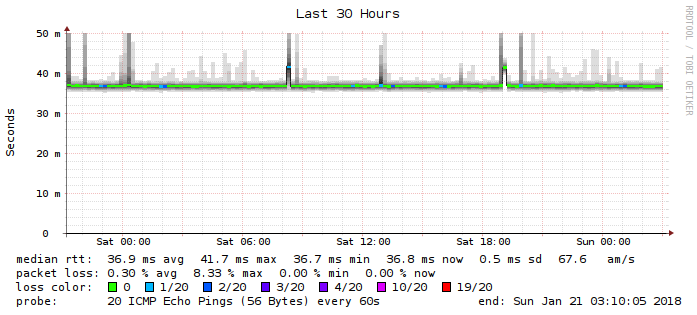 Last 30 Hours
RRDTOOL / TOBI OETIKER
Seconds
50 m
40 m
30 m
20 m
10 m
0
Sat 00:00 Sat 06:00 Sat 12:00 Sat 18:00 Sun 00:00
median rtt: 36.9 ms avg 41.7 ms max 36.7 ms min 36.8 ms now 0.5 ms sd 67.6 am/s
packet loss: 0.30 % avg 8.33 % max 0.00 % min 0.00 % now
loss color: 0 1/20 2/20 3/20 4/20 10/20 19/20
probe: 20 ICMP Echo Pings (56 Bytes) every 60s end: Sun Jan 21 03:10:05 2018